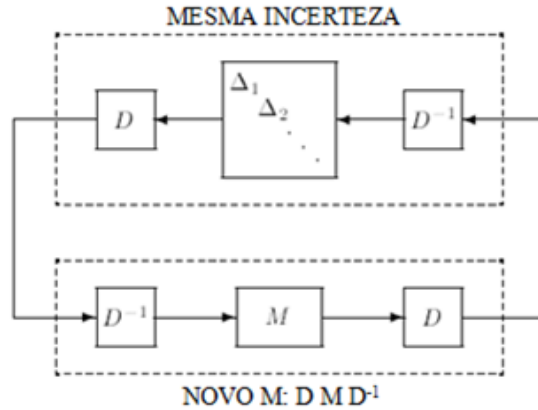 MESMA INCERTEZA
Δ₁
Δ₂
⋱
D
D⁻¹
D⁻¹
M
D
NOVO M: D M D⁻¹